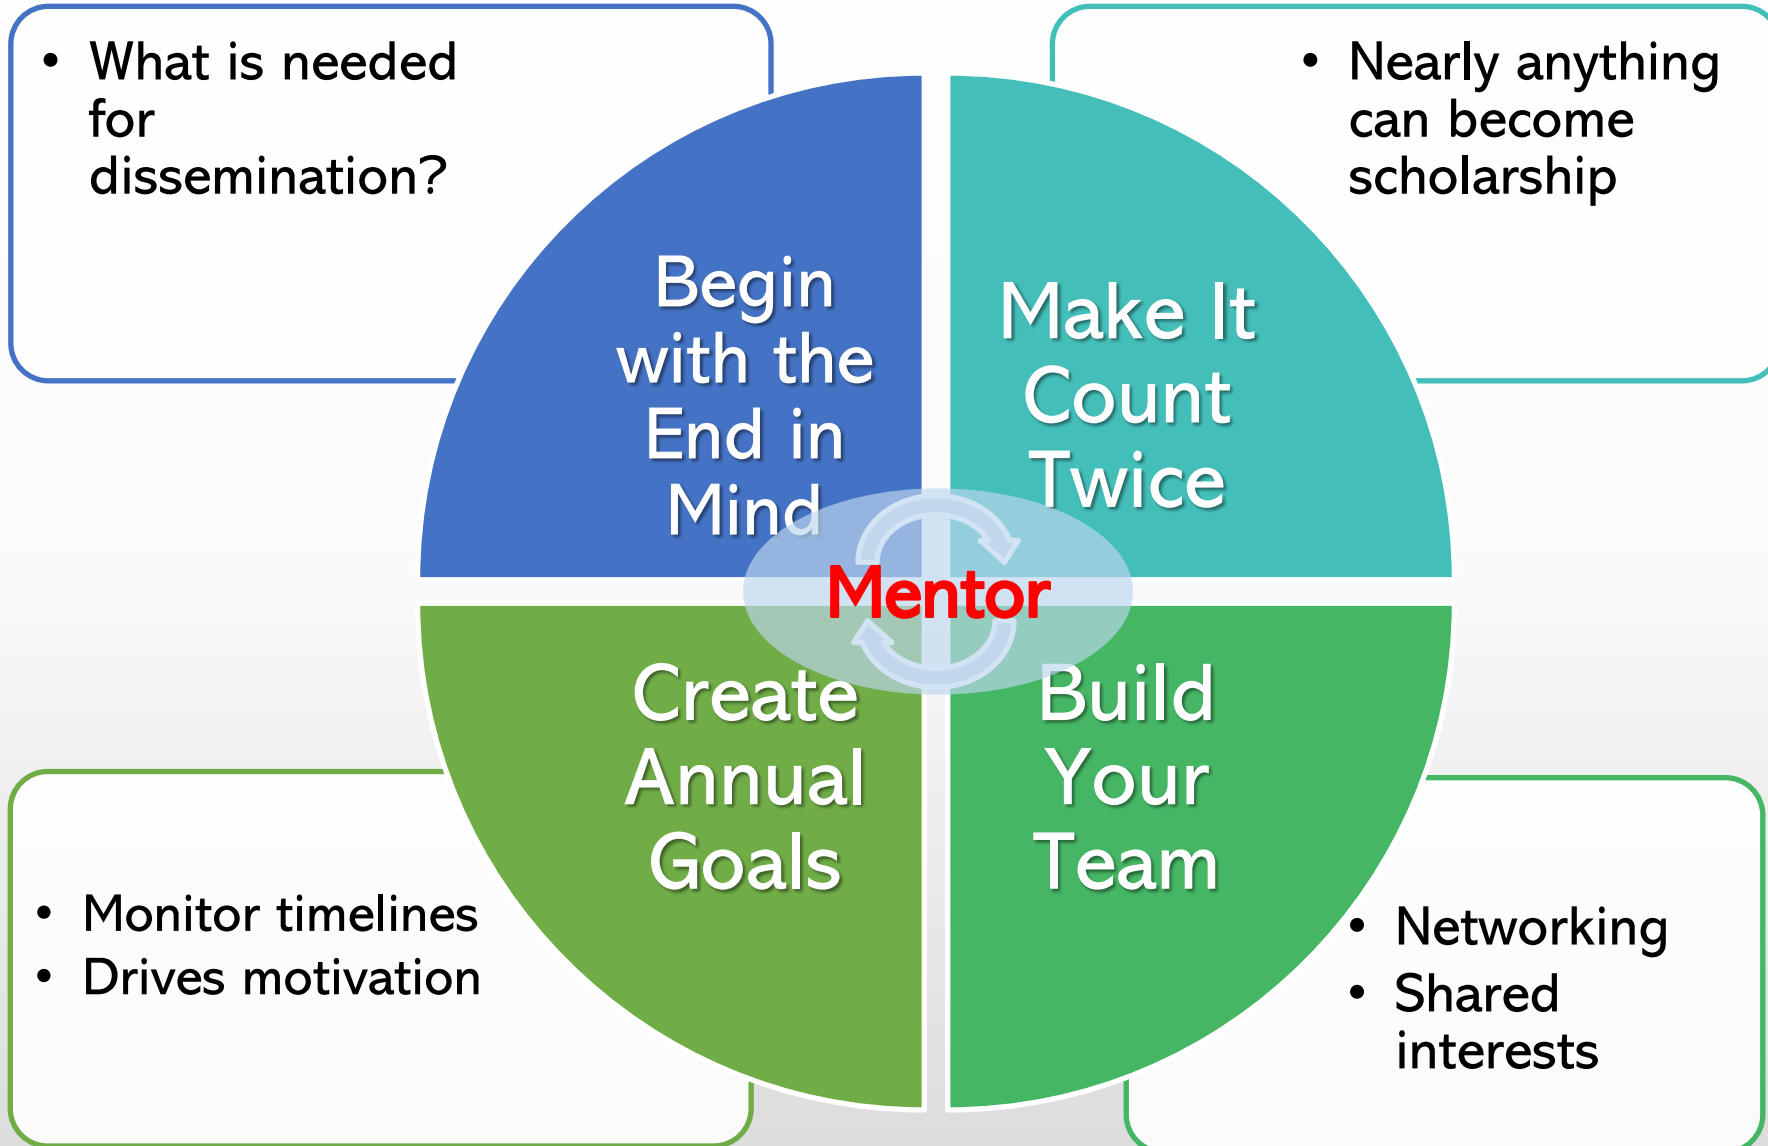 • What is needed
for
dissemination?
• Nearly anything
can become
scholarship
Begin
with the
End in
Mind
Make It
Count
Twice
Mentor
Create
Annual
Goals
Build
Your
Team
• Monitor timelines
• Drives motivation
• Networking
• Shared
interests